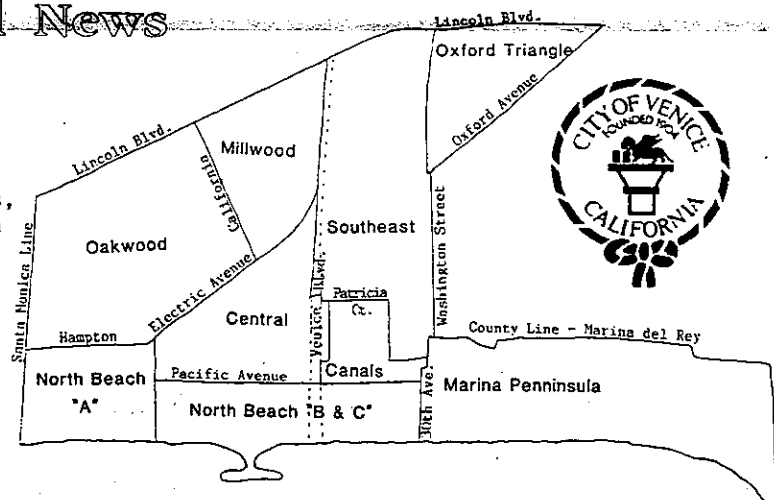 News
Lincoln Blvd.
Oxford Triangle
Oxford Avenue
CITY OF VENICE
FOUNDED 1904
CALIFORNIA
Lincoln Blvd.
Millwood
California
Santa Monica Line
Oakwood
Southeast
Washington Street
Electric Avenue
Venice Blvd.
Patricia
Ct.
Central
Hampton
County Line - Marina del Rey
North Beach
"A"
Pacific Avenue
Canals
30th Ave.
Marina Penninsula
North Beach "B & C"